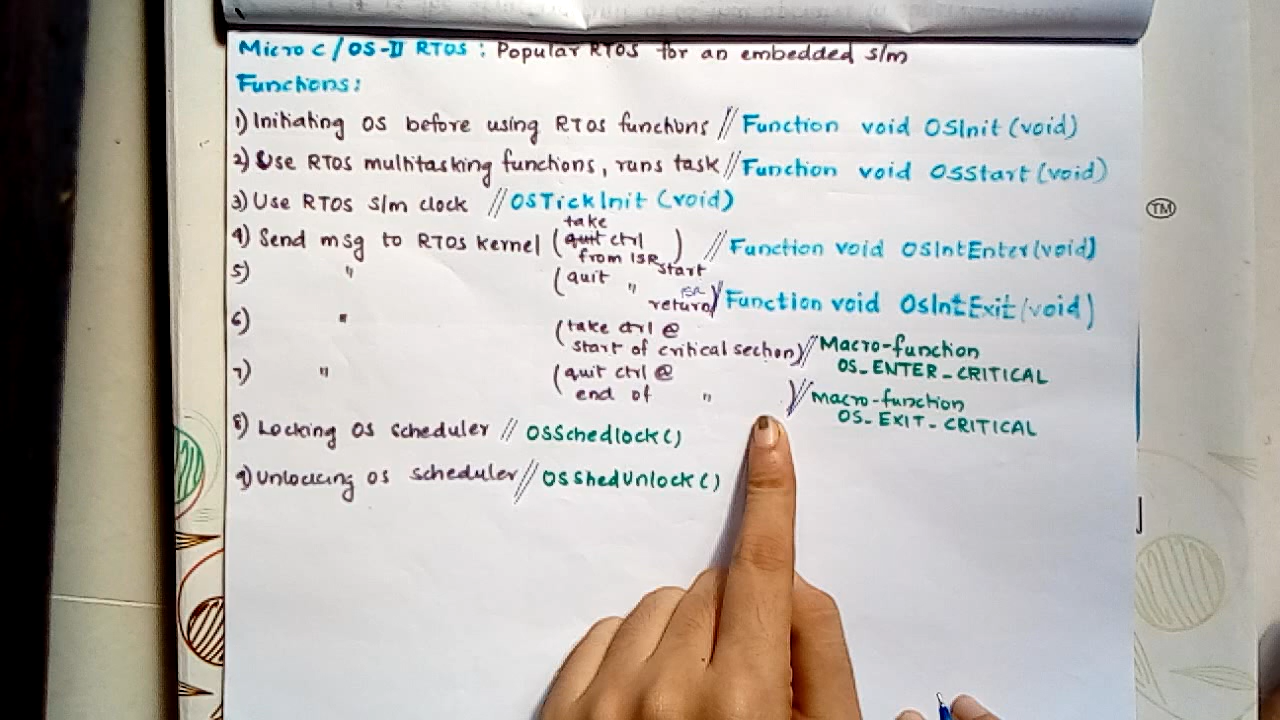 Micro C/OS-II RTOS : Popular RTOS for an embedded s/m
Functions:
1) Initiating OS before using RTOS functions // Function void OSInit (void)
2) Use RTOS multitasking functions, runs task // Function void OSStart (void)
3) Use RTOS s/m clock // OSTickInit (void)
take
4) Send msg to RTOS kernel (quit ctrl from ISR) // Function void OSIntEnter (void)
start
5) " (quit " ISR return) // Function void OSIntExit (void)
6) " (take ctrl @
start of critical section) // Macro-function
OS_ENTER_CRITICAL
7) " (quit ctrl @
end of " ) // Macro-function
OS_EXIT_CRITICAL
8) Locking OS scheduler // OSSchedlock ()
9) Unlocking OS scheduler // OSShedUnlock ()
TM